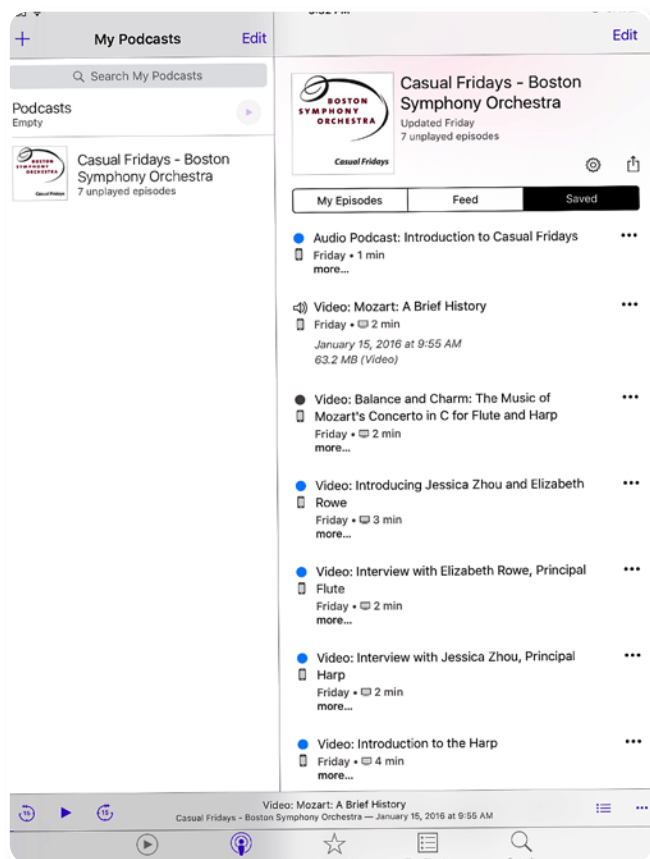 My Podcasts
Edit
Search My Podcasts
Podcasts
Empty
BOSTON
SYMPHONY
ORCHESTRA
Casual Fridays
Casual Fridays - Boston
Symphony Orchestra
7 unplayed episodes
Edit
BOSTON
SYMPHONY
ORCHESTRA
Casual Fridays
Casual Fridays - Boston
Symphony Orchestra
Updated Friday
7 unplayed episodes
My Episodes
Feed
Saved
Audio Podcast: Introduction to Casual Fridays
Friday • 1 min
more...
Video: Mozart: A Brief History
Friday • 2 min
January 15, 2016 at 9:55 AM
63.2 MB (Video)
Video: Balance and Charm: The Music of
Mozart's Concerto in C for Flute and Harp
Friday • 2 min
more...
Video: Introducing Jessica Zhou and Elizabeth
Rowe
Friday • 3 min
more...
Video: Interview with Elizabeth Rowe, Principal
Flute
Friday • 2 min
more...
Video: Interview with Jessica Zhou, Principal
Harp
Friday • 2 min
more...
Video: Introduction to the Harp
Friday • 4 min
more...
15
15
Video: Mozart: A Brief History
Casual Fridays - Boston Symphony Orchestra — January 15, 2016 at 9:55 AM